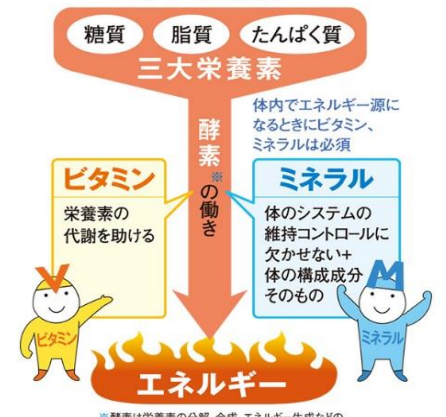 糖質 脂質 たんぱく質
三大栄養素
体内でエネルギー源に
なるときにビタミン、
ミネラルは必須
酵素※の働き
ビタミン
栄養素の
代謝を助ける
ミネラル
体のシステムの
維持コントロールに
欠かせない+
体の構成成分
そのもの
V
ビタミン
M
ミネラル
エネルギー
※酵素は栄養素の分解、合成、エネルギー生成などの